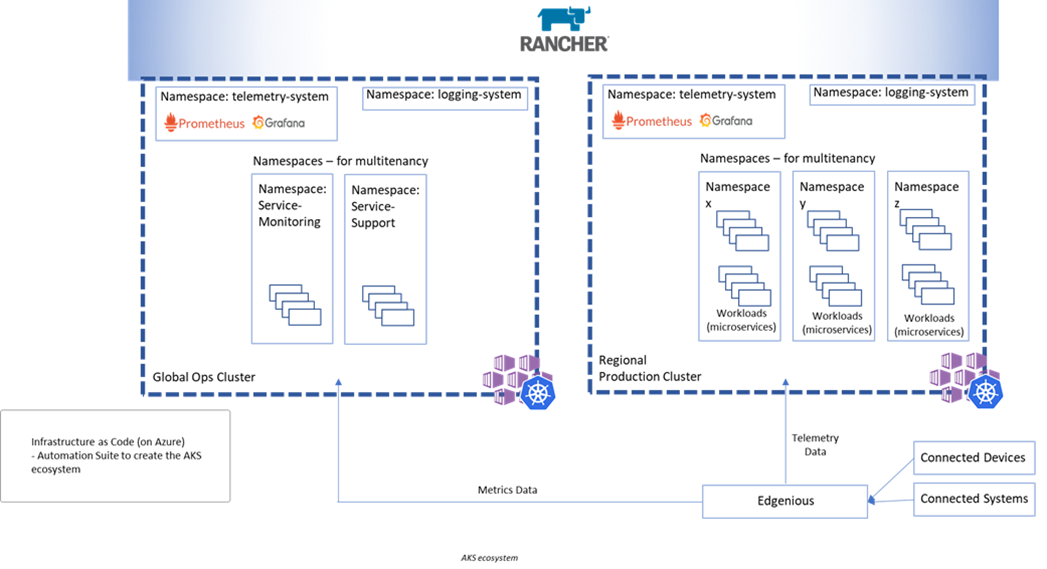 RANCHER
Namespace: telemetry-system
Prometheus
Grafana
Namespace: logging-system
Namespaces – for multitenancy
Namespace:
Service-
Monitoring
Namespace:
Service-
Support
Global Ops Cluster
Namespace: telemetry-system
Prometheus
Grafana
Namespace: logging-system
Namespaces – for multitenancy
Namespace
x
Workloads
(microservices)
Namespace
y
Workloads
(microservices)
Namespace
z
Workloads
(microservices)
Regional
Production Cluster
Infrastructure as Code (on Azure)
- Automation Suite to create the AKS
ecosystem
Telemetry
Data
Metrics Data
Edgenious
Connected Devices
Connected Systems
AKS ecosystem